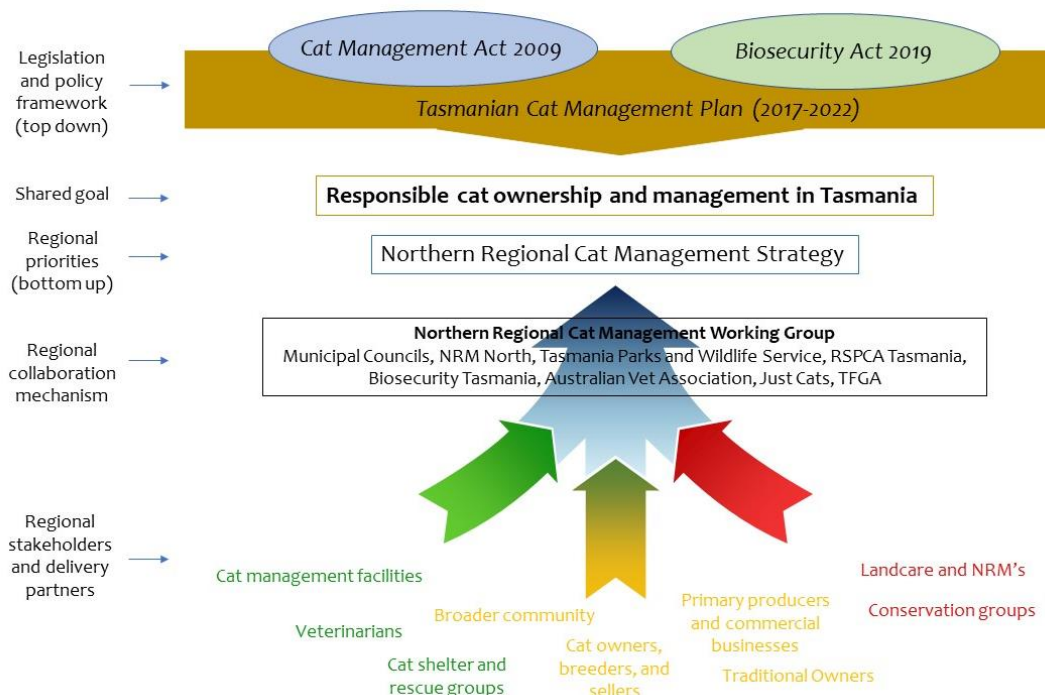 Legislation
and policy
framework
(top down)
Cat Management Act 2009
Biosecurity Act 2019
Tasmanian Cat Management Plan (2017-2022)
Shared goal
Responsible cat ownership and management in Tasmania
Regional
priorities
(bottom up)
Northern Regional Cat Management Strategy
Regional
collaboration
mechanism
Northern Regional Cat Management Working Group
Municipal Councils, NRM North, Tasmania Parks and Wildlife Service, RSPCA Tasmania,
Biosecurity Tasmania, Australian Vet Association, Just Cats, TFGA
Regional
stakeholders
and delivery
partners
Cat management facilities
Veterinarians
Cat shelter and
rescue groups
Broader community
Cat owners,
breeders, and
sellers
Primary producers
and commercial
businesses
Traditional Owners
Landcare and NRM's
Conservation groups